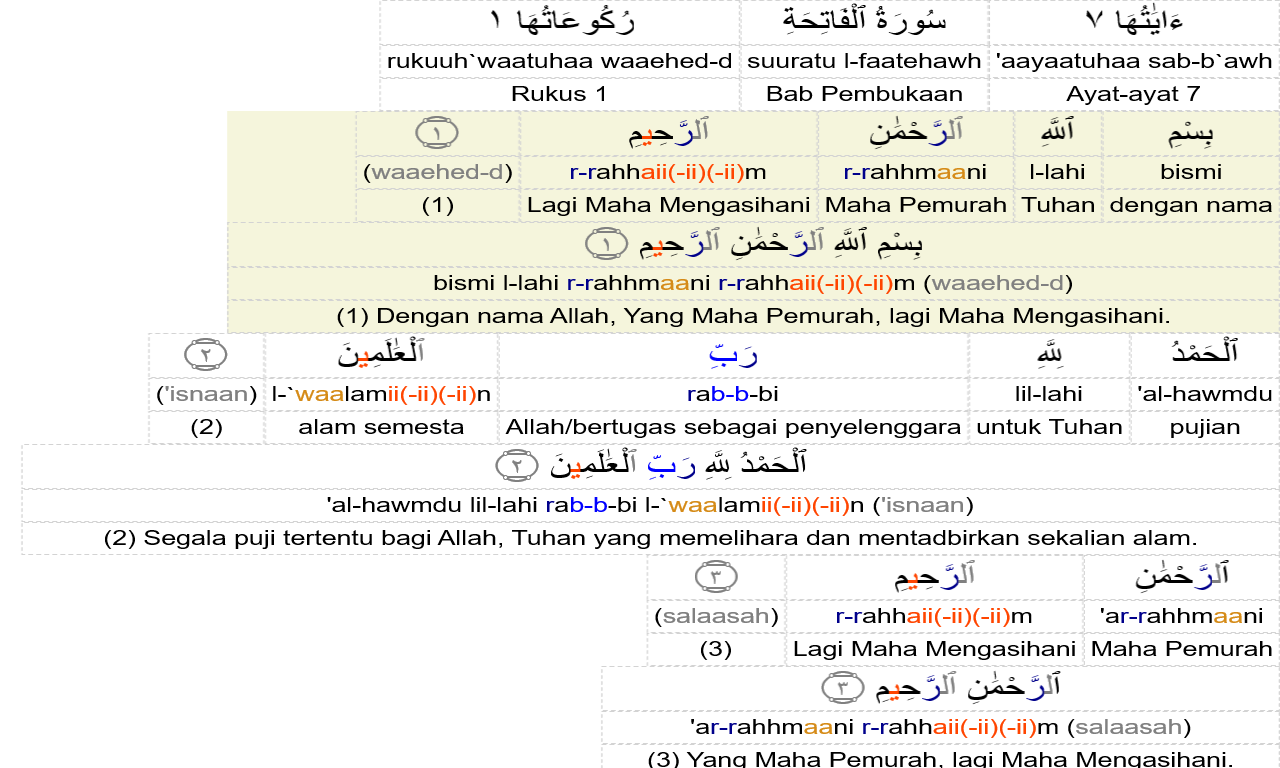 ءَايَٰتُهَا ٧ سُورَةُ ٱلْفَاتِحَةِ رُكُوعَاتُهَا ١
'aayaatuhaa sab-b`awh suuratu l-faatehawh rukuuh`waatuhaa waaehed-d
Ayat-ayat 7 Bab Pembukaan Rukus 1
بِسْمِ ٱللَّهِ ٱلرَّحْمَٰنِ ٱلرَّحِيمِ ١
bismi l-lahi r-rahhmaani r-rahhaii(-ii)(-ii)m (waaehed-d)
dengan nama Tuhan Maha Pemurah Lagi Maha Mengasihani (1)
بِسْمِ ٱللَّهِ ٱلرَّحْمَٰنِ ٱلرَّحِيمِ ١
bismi l-lahi r-rahhmaani r-rahhaii(-ii)(-ii)m (waaehed-d)
(1) Dengan nama Allah, Yang Maha Pemurah, lagi Maha Mengasihani.
ٱلْحَمْدُ لِلَّهِ رَبِّ ٱلْعَٰلَمِينَ ٢
'al-hawmdu lil-lahi rab-b-bi l-`waalamii(-ii)(-ii)n ('isnaan)
pujian untuk Tuhan Allah/bertugas sebagai penyelenggara alam semesta (2)
ٱلْحَمْدُ لِلَّهِ رَبِّ ٱلْعَٰلَمِينَ ٢
'al-hawmdu lil-lahi rab-b-bi l-`waalamii(-ii)(-ii)n ('isnaan)
(2) Segala puji tertentu bagi Allah, Tuhan yang memelihara dan mentadbirkan sekalian alam.
ٱلرَّحْمَٰنِ ٱلرَّحِيمِ ٣
'ar-rahhmaani r-rahhaii(-ii)(-ii)m (salaasah)
Maha Pemurah Lagi Maha Mengasihani (3)
ٱلرَّحْمَٰنِ ٱلرَّحِيمِ ٣
'ar-rahhmaani r-rahhaii(-ii)(-ii)m (salaasah)
(3) Yang Maha Pemurah, lagi Maha Mengasihani.